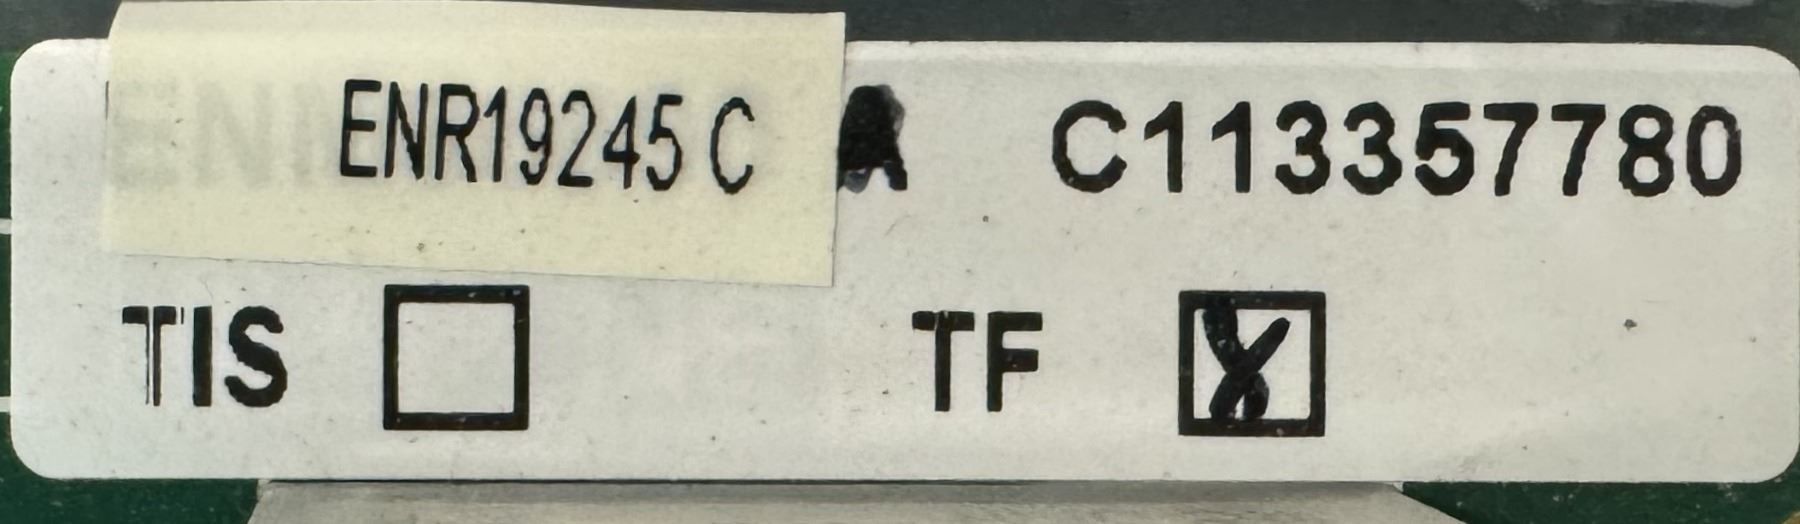 ENR19245 C A C113357780
TIS TF X